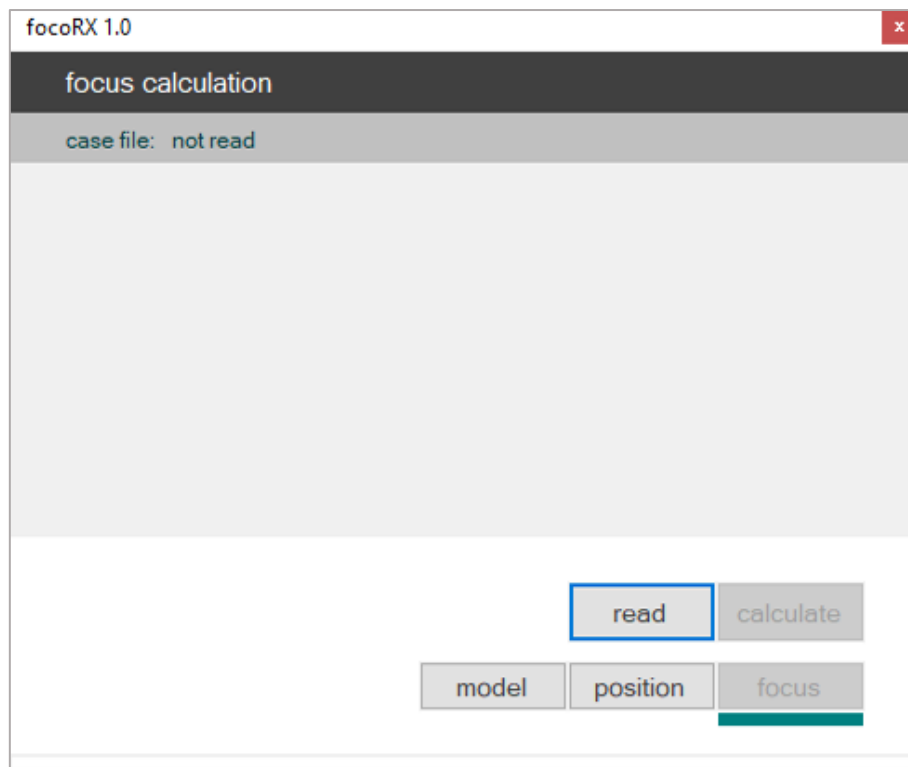 focoRX 1.0 x
focus calculation
case file: not read
read calculate
model position focus